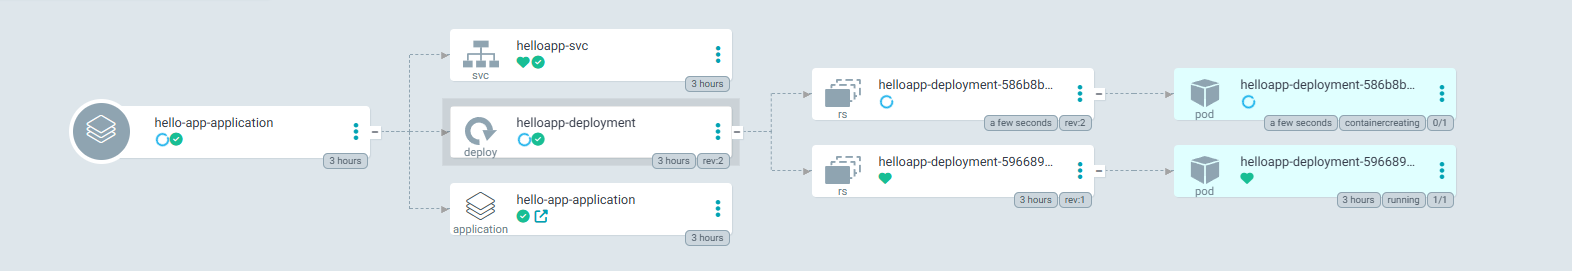 hello-app-application
3 hours
helloapp-svc
svc
3 hours
helloapp-deployment
deploy
3 hours
rev:2
hello-app-application
application
3 hours
helloapp-deployment-586b8b...
rs
a few seconds
rev:2
helloapp-deployment-596689...
rs
3 hours
rev:1
helloapp-deployment-586b8b...
pod
a few seconds
containercreating
0/1
helloapp-deployment-596689...
pod
3 hours
running
1/1